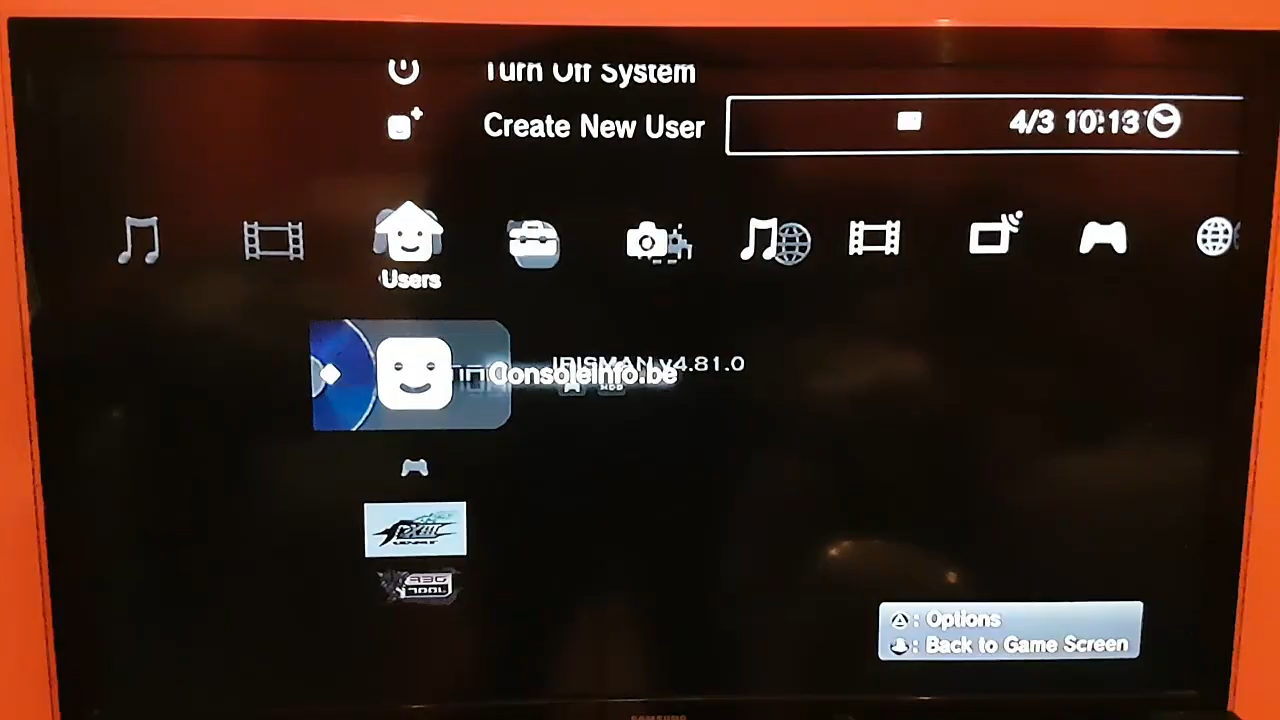 Turn Off System
Create New User
4/3 10:13
Users
IRISMAN v4.81.0
Consoleinfo.be
: Options
: Back to Game Screen
SAMSUNG